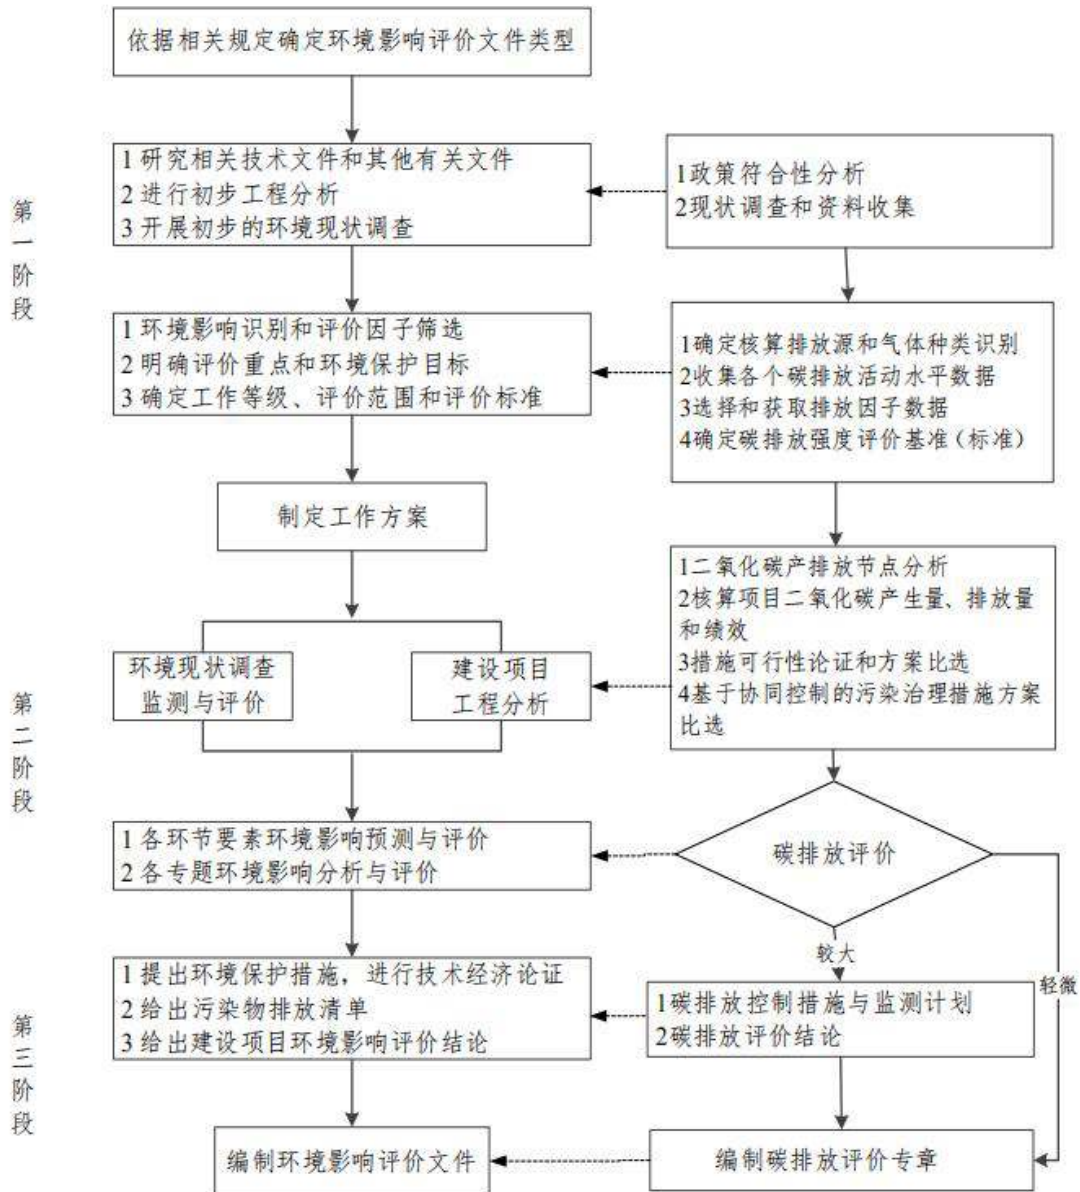 依据相关规定确定环境影响评价文件类型
1 研究相关技术文件和其他有关文件
2 进行初步工程分析
3 开展初步的环境现状调查
1政策符合性分析
2现状调查和资料收集
第一阶段
1 环境影响识别和评价因子筛选
2 明确评价重点和环境保护目标
3 确定工作等级、评价范围和评价标准
1确定核算排放源和气体种类识别
2收集各个碳排放活动水平数据
3选择和获取排放因子数据
4确定碳排放强度评价基准（标准）
制定工作方案
环境现状调查
监测与评价
建设项目
工程分析
1二氧化碳产排放节点分析
2核算项目二氧化碳产生量、排放量
和绩效
3措施可行性论证和方案比选
4基于协同控制的污染治理措施方案
比选
第二阶段
1 各环节要素环境影响预测与评价
2 各专题环境影响分析与评价
碳排放评价
较大
轻微
1 提出环境保护措施，进行技术经济论证
2 给出污染物排放清单
3 给出建设项目环境影响评价结论
1碳排放控制措施与监测计划
2碳排放评价结论
第三阶段
编制环境影响评价文件
编制碳排放评价专章